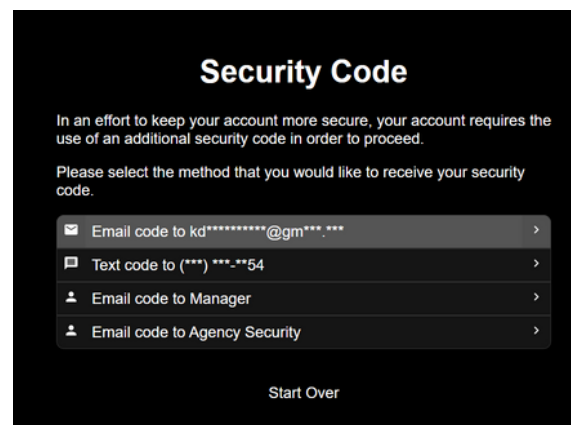 Security Code
In an effort to keep your account more secure, your account requires the
use of an additional security code in order to proceed.
Please select the method that you would like to receive your security
code.
Email code to kd**********@gm***.***
Text code to (***) ***-**54
Email code to Manager
Email code to Agency Security
Start Over